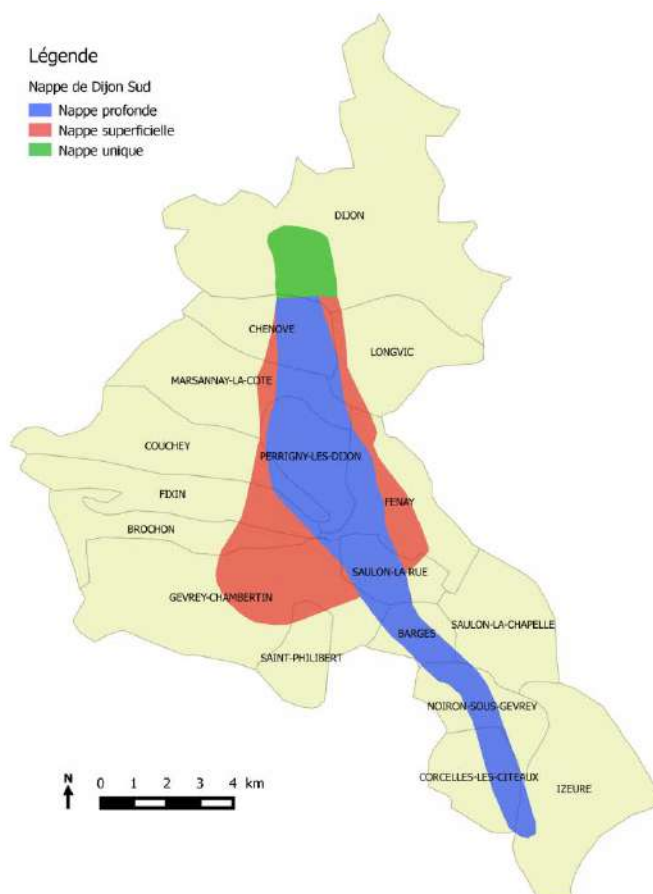 Légende
Nappe de Dijon Sud
Nappe profonde
Nappe superficielle
Nappe unique
DIJON
CHENOVE
LONGVIC
MARSANNAY-LA-COTE
COUCHEY
PERRIGNY-LES-DIJON
FIXIN
FENAY
BROCHON
SAULON-LA-RUE
GEVREY-CHAMBERTIN
SAULON-LA-CHAPELLE
BARGES
SAINT-PHILIBERT
NOIRON-SOUS-GEVREY
CORCELLES-LES-CITEAUX
IZEURE
N
0 1 2 3 4 km